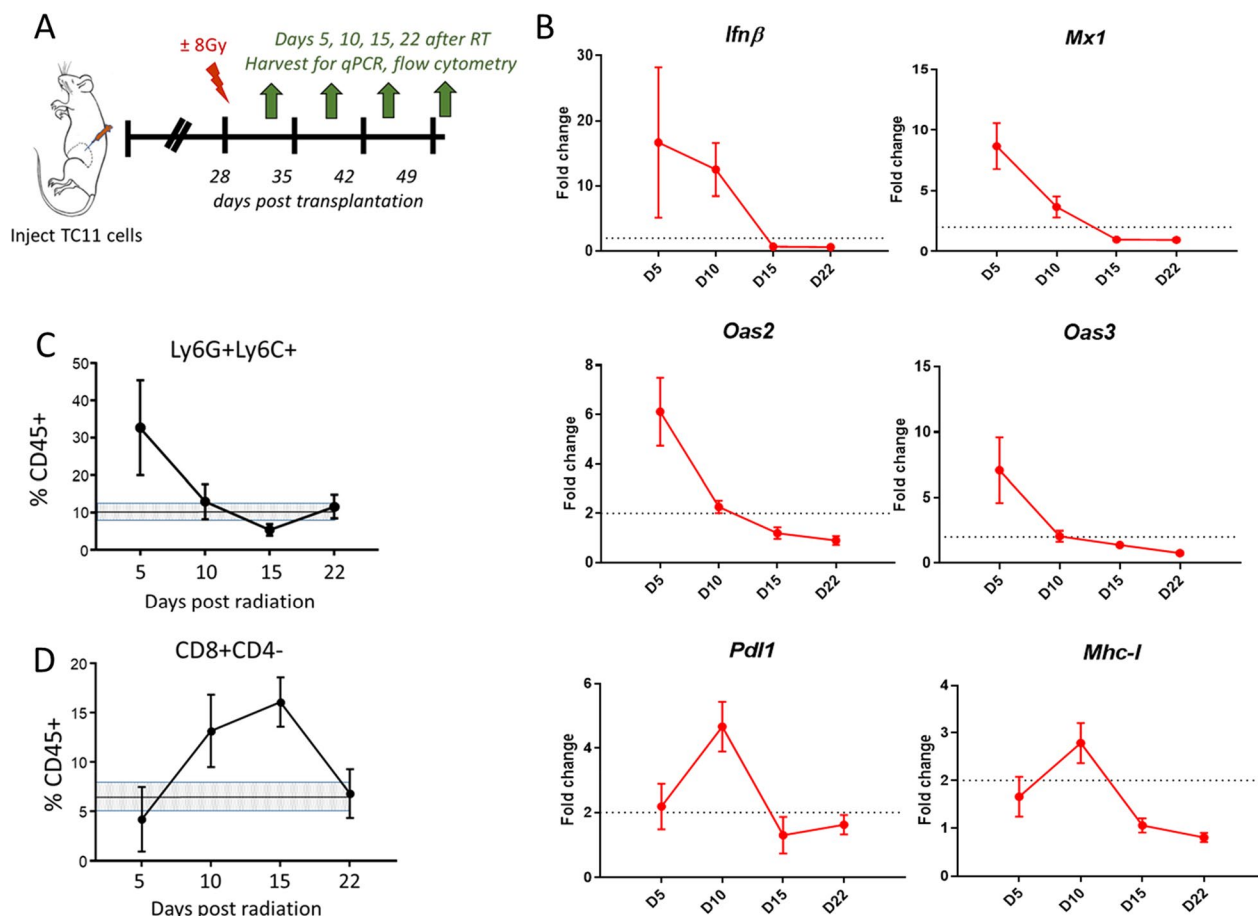 A
± 8Gy
Days 5, 10, 15, 22 after RT
Harvest for qPCR, flow cytometry
28 35 42 49
days post transplantation
Inject TC11 cells
B
Ifnβ
Fold change
30
20
10
0
D5 D10 D15 D22
Mx1
Fold change
15
10
5
0
D5 D10 D15 D22
C
Ly6G+Ly6C+
% CD45+
50
40
30
20
10
0
5 10 15 22
Days post radiation
Oas2
Fold change
8
6
4
2
0
D5 D10 D15 D22
Oas3
Fold change
15
10
5
0
D5 D10 D15 D22
D
CD8+CD4-
% CD45+
20
15
10
5
0
5 10 15 22
Days post radiation
Pdl1
Fold change
6
4
2
0
D5 D10 D15 D22
Mhc-I
Fold change
4
3
2
1
0
D5 D10 D15 D22